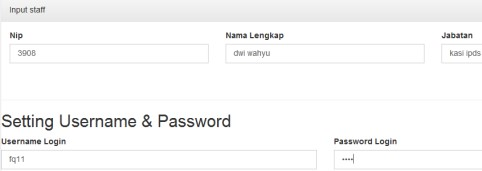 Input staff
Nip Nama Lengkap Jabatan
3908 dwi wahyu kasi ipds
Setting Username & Password
Username Login Password Login
fq11 ••••